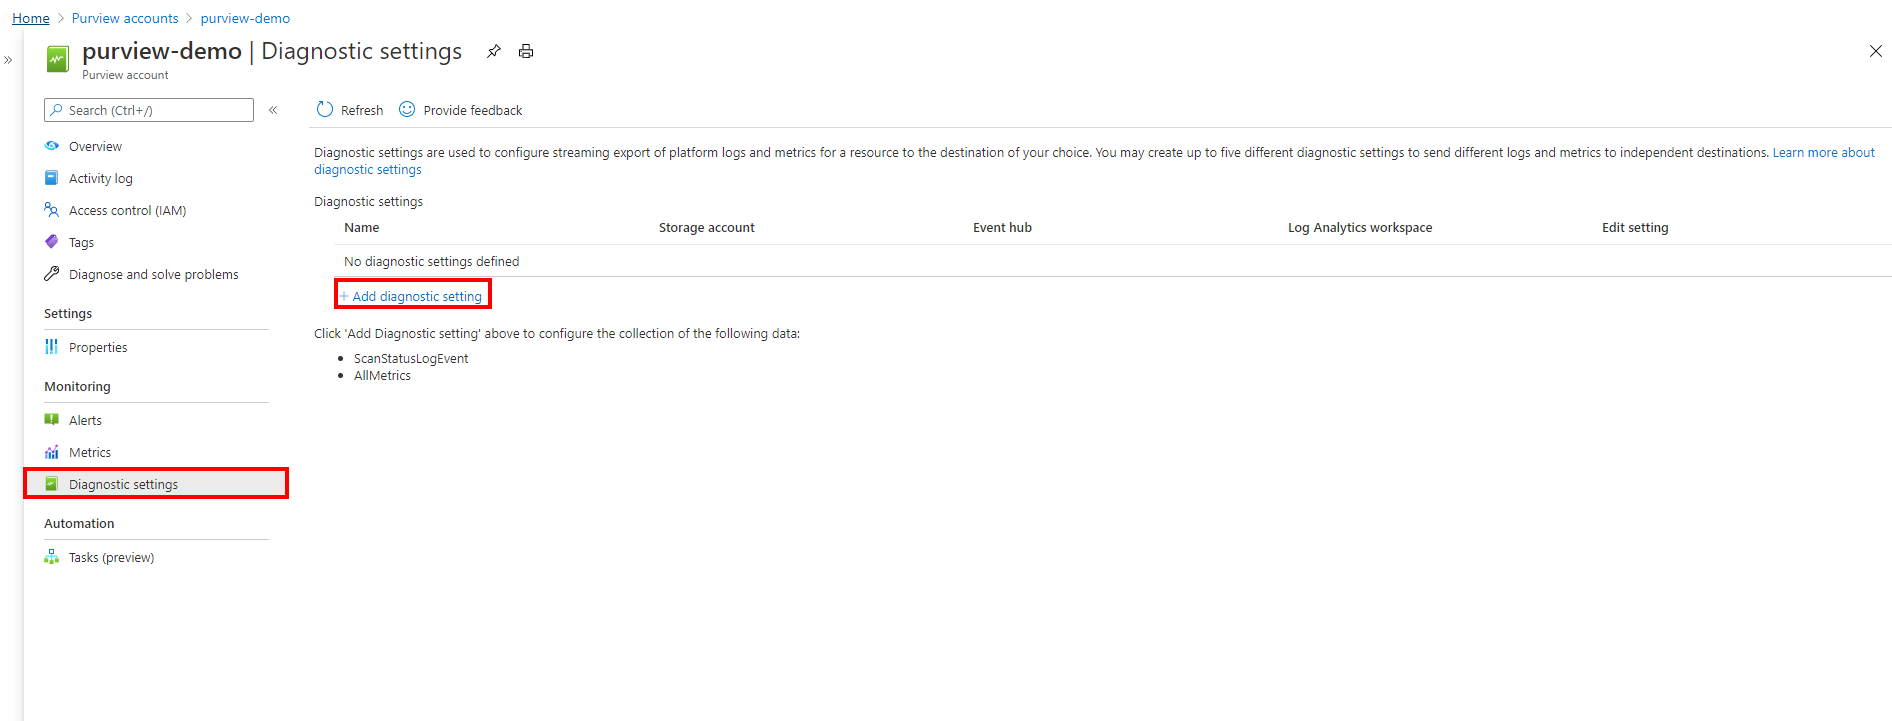 Home > Purview accounts > purview-demo
purview-demo | Diagnostic settings
Purview account
Search (Ctrl+/)
Overview
Activity log
Access control (IAM)
Tags
Diagnose and solve problems
Settings
Properties
Monitoring
Alerts
Metrics
Diagnostic settings
Automation
Tasks (preview)
Refresh Provide feedback
Diagnostic settings are used to configure streaming export of platform logs and metrics for a resource to the destination of your choice. You may create up to five different diagnostic settings to send different logs and metrics to independent destinations. Learn more about
diagnostic settings
Diagnostic settings
Name Storage account Event hub Log Analytics workspace Edit setting
No diagnostic settings defined
+ Add diagnostic setting
Click 'Add Diagnostic setting' above to configure the collection of the following data:
• ScanStatusLogEvent
• AllMetrics